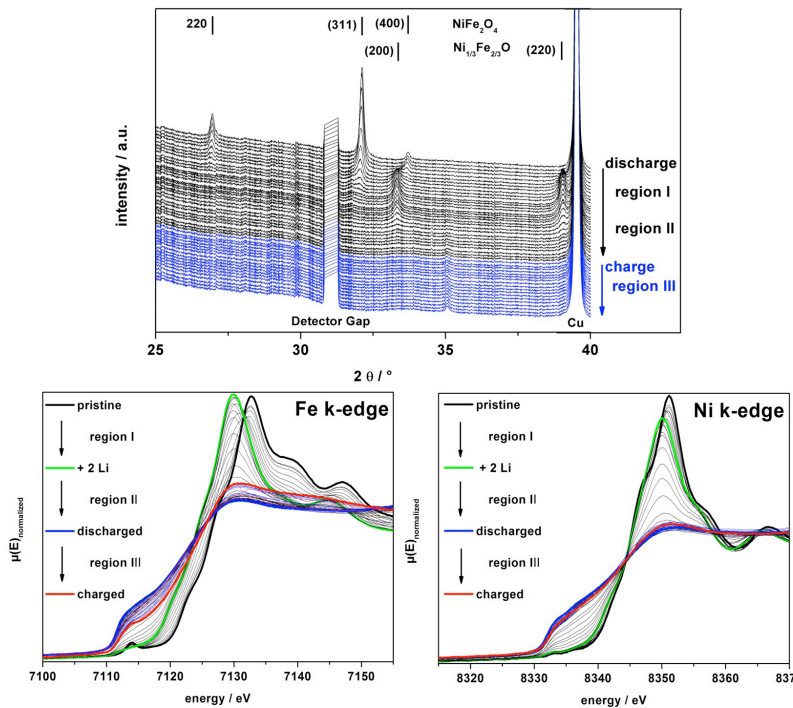 220 (311) (400) NiFe2O4
(200) Ni1/3Fe2/3O (220)
intensity / a.u.
discharge
region I
region II
charge
region III
Detector Gap
Cu
25 30 35 40
2 θ / °
Fe k-edge
pristine
region I
+ 2 Li
region II
discharged
region III
charged
μ(E)normalized
7100 7110 7120 7130 7140 7150
energy / eV
Ni k-edge
pristine
region I
+ 2 Li
region II
discharged
region III
charged
μ(E)normalized
8320 8330 8340 8350 8360 837
energy / eV